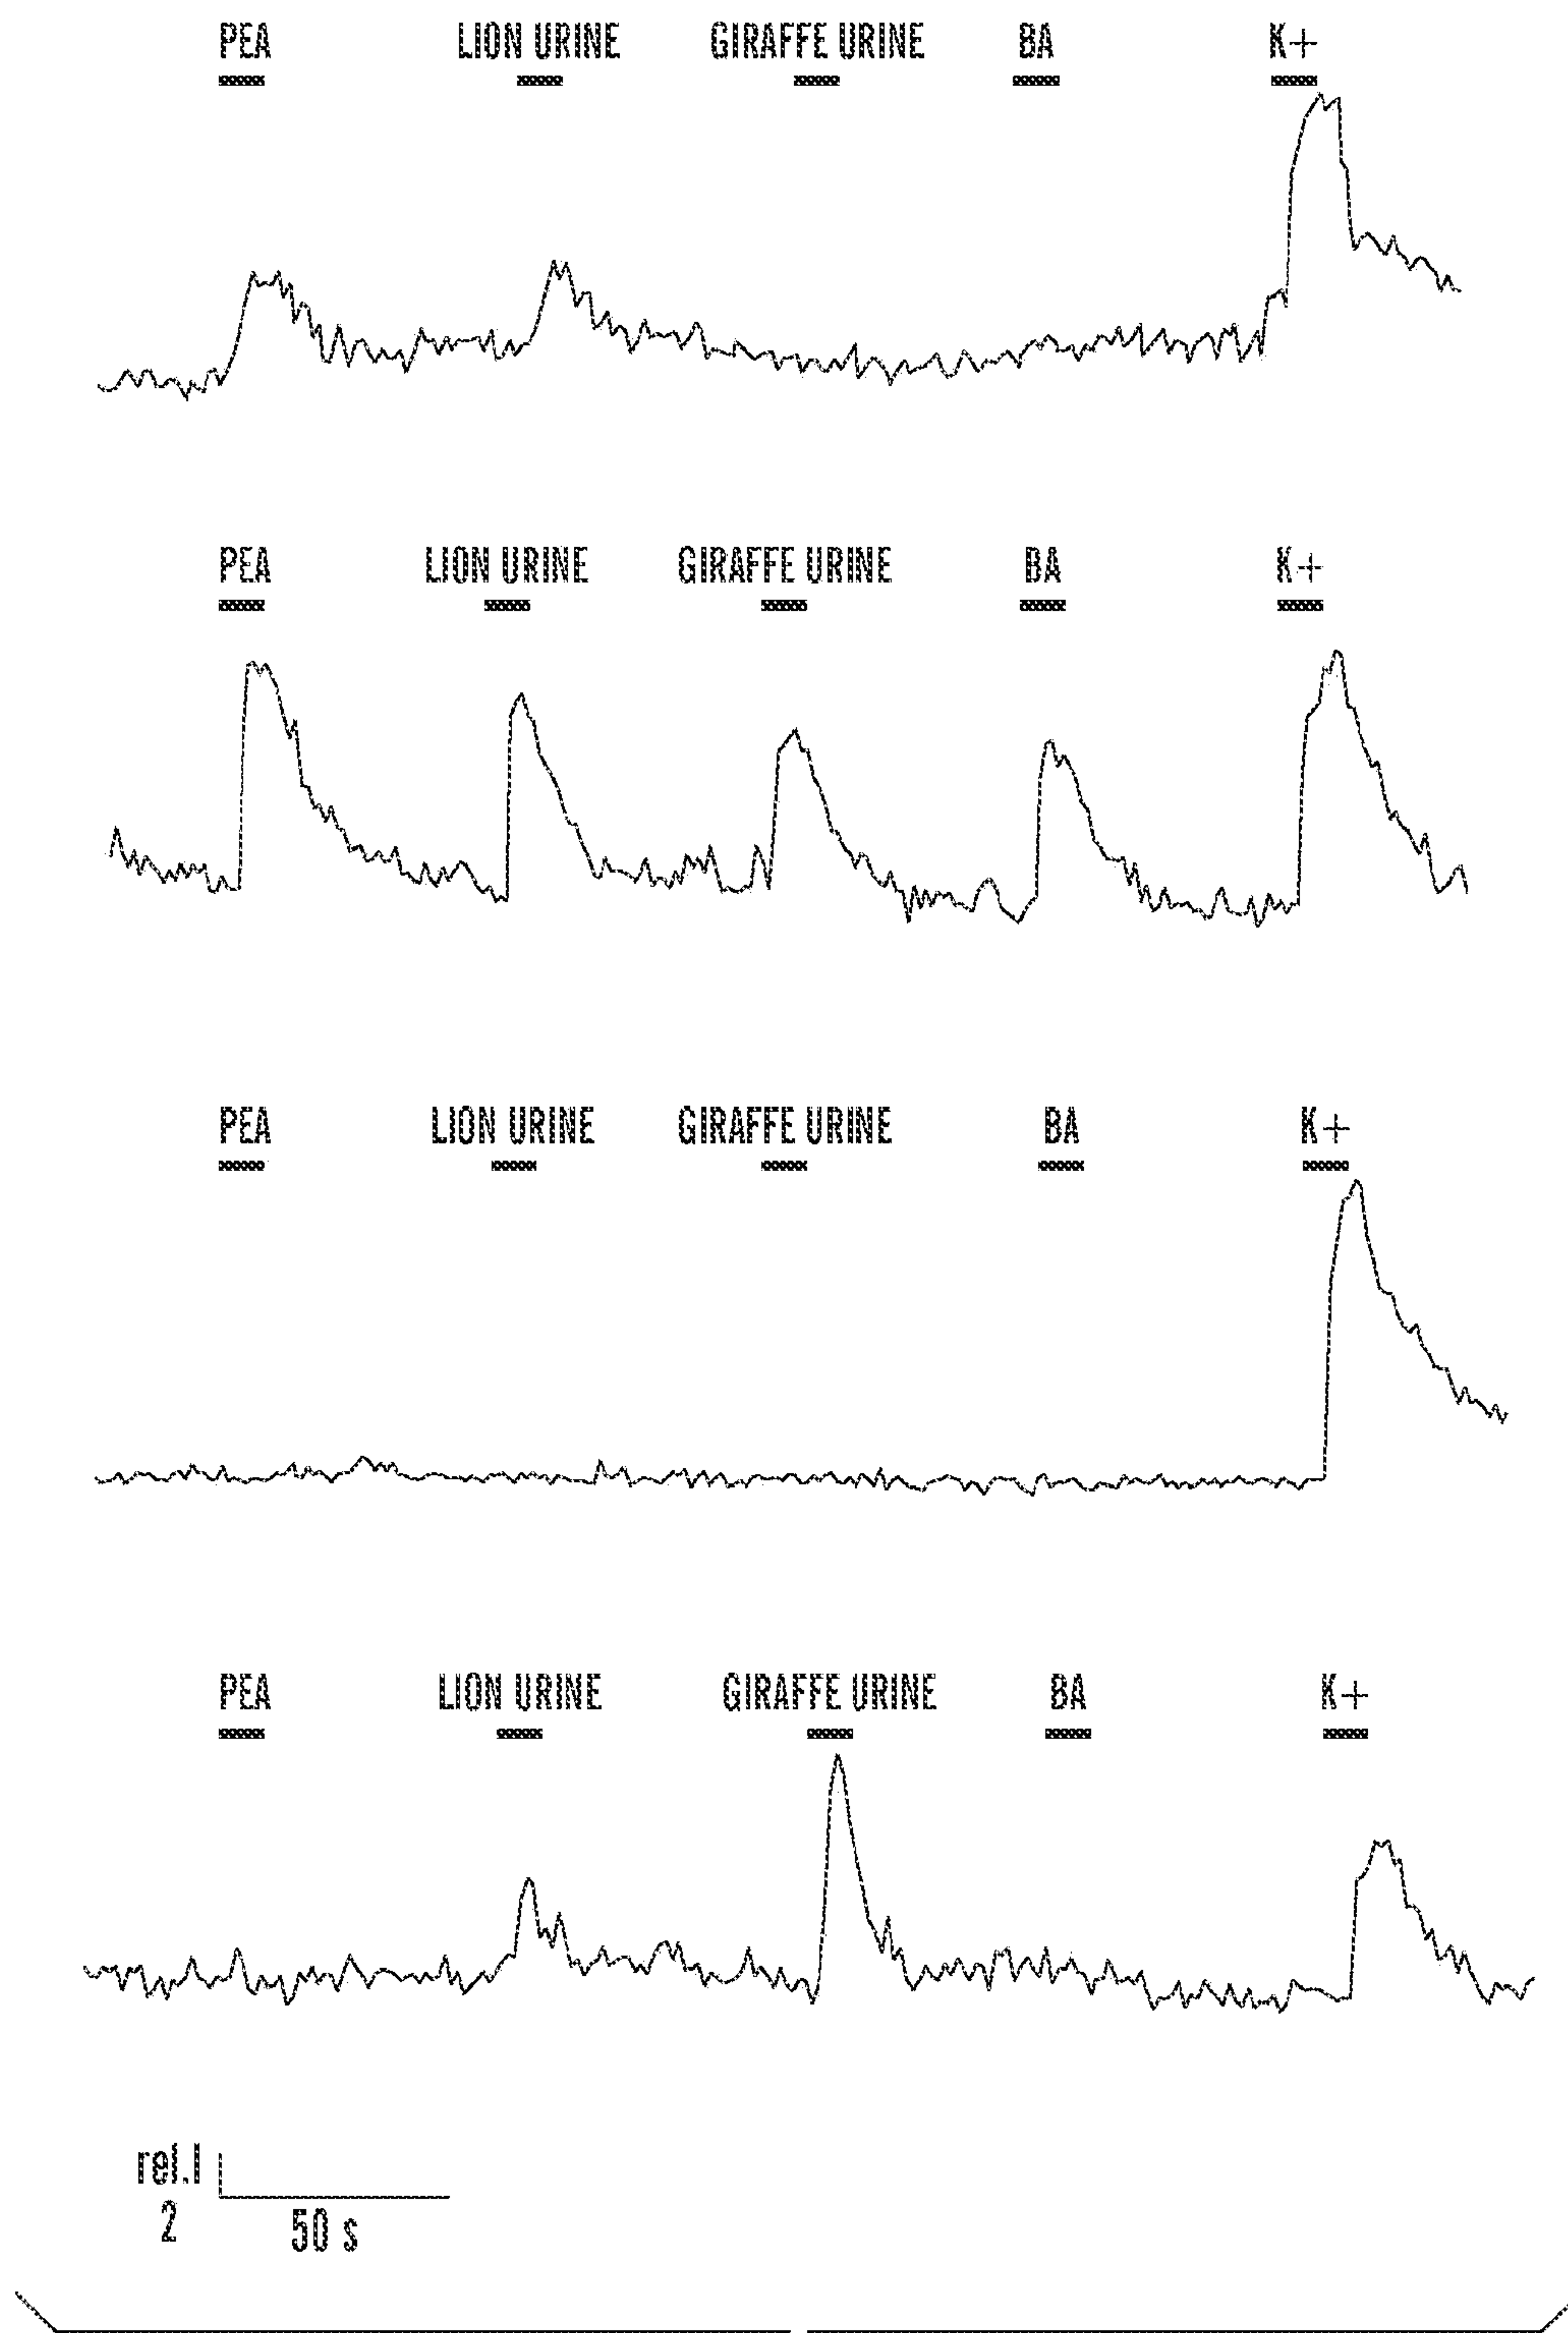 PEA LION URINE GIRAFFE URINE BA K+
PEA LION URINE GIRAFFE URINE BA K+
PEA LION URINE GIRAFFE URINE BA K+
PEA LION URINE GIRAFFE URINE BA K+
rel.I
2 50 s